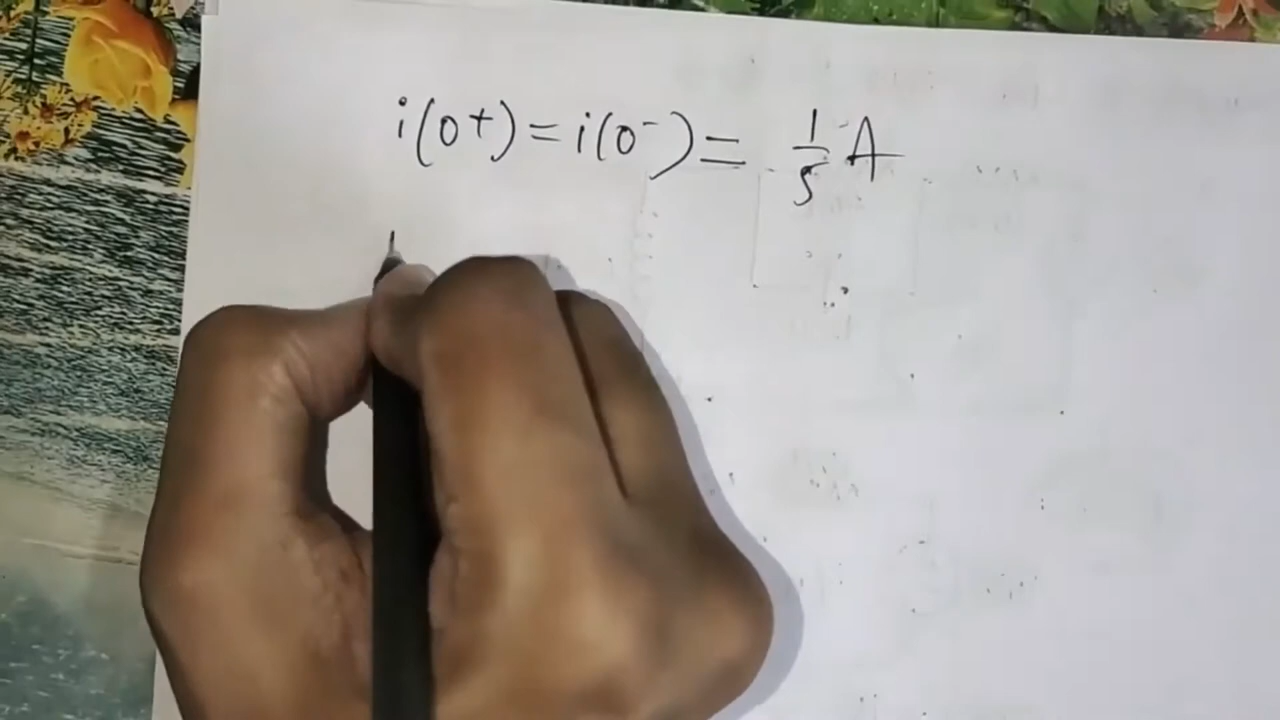 i(0+) = i(0-) = 1/5 A